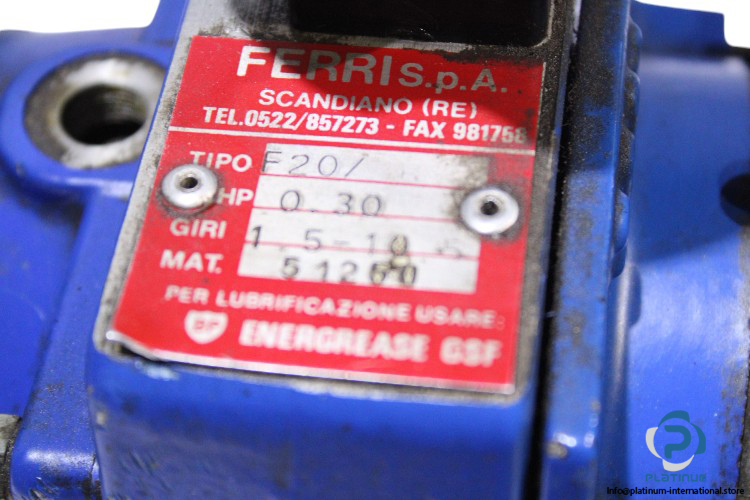 FERRI S.p.A.
SCANDIANO (RE)
TEL.0522/857273 - FAX 981758
TIPO F20/
HP 0.30
GIRI 1.5-10.5
MAT. 51260
PER LUBRIFICAZIONE USARE:
BP ENERGREASE GSF
PLATINUM
Info@platinum-international.store